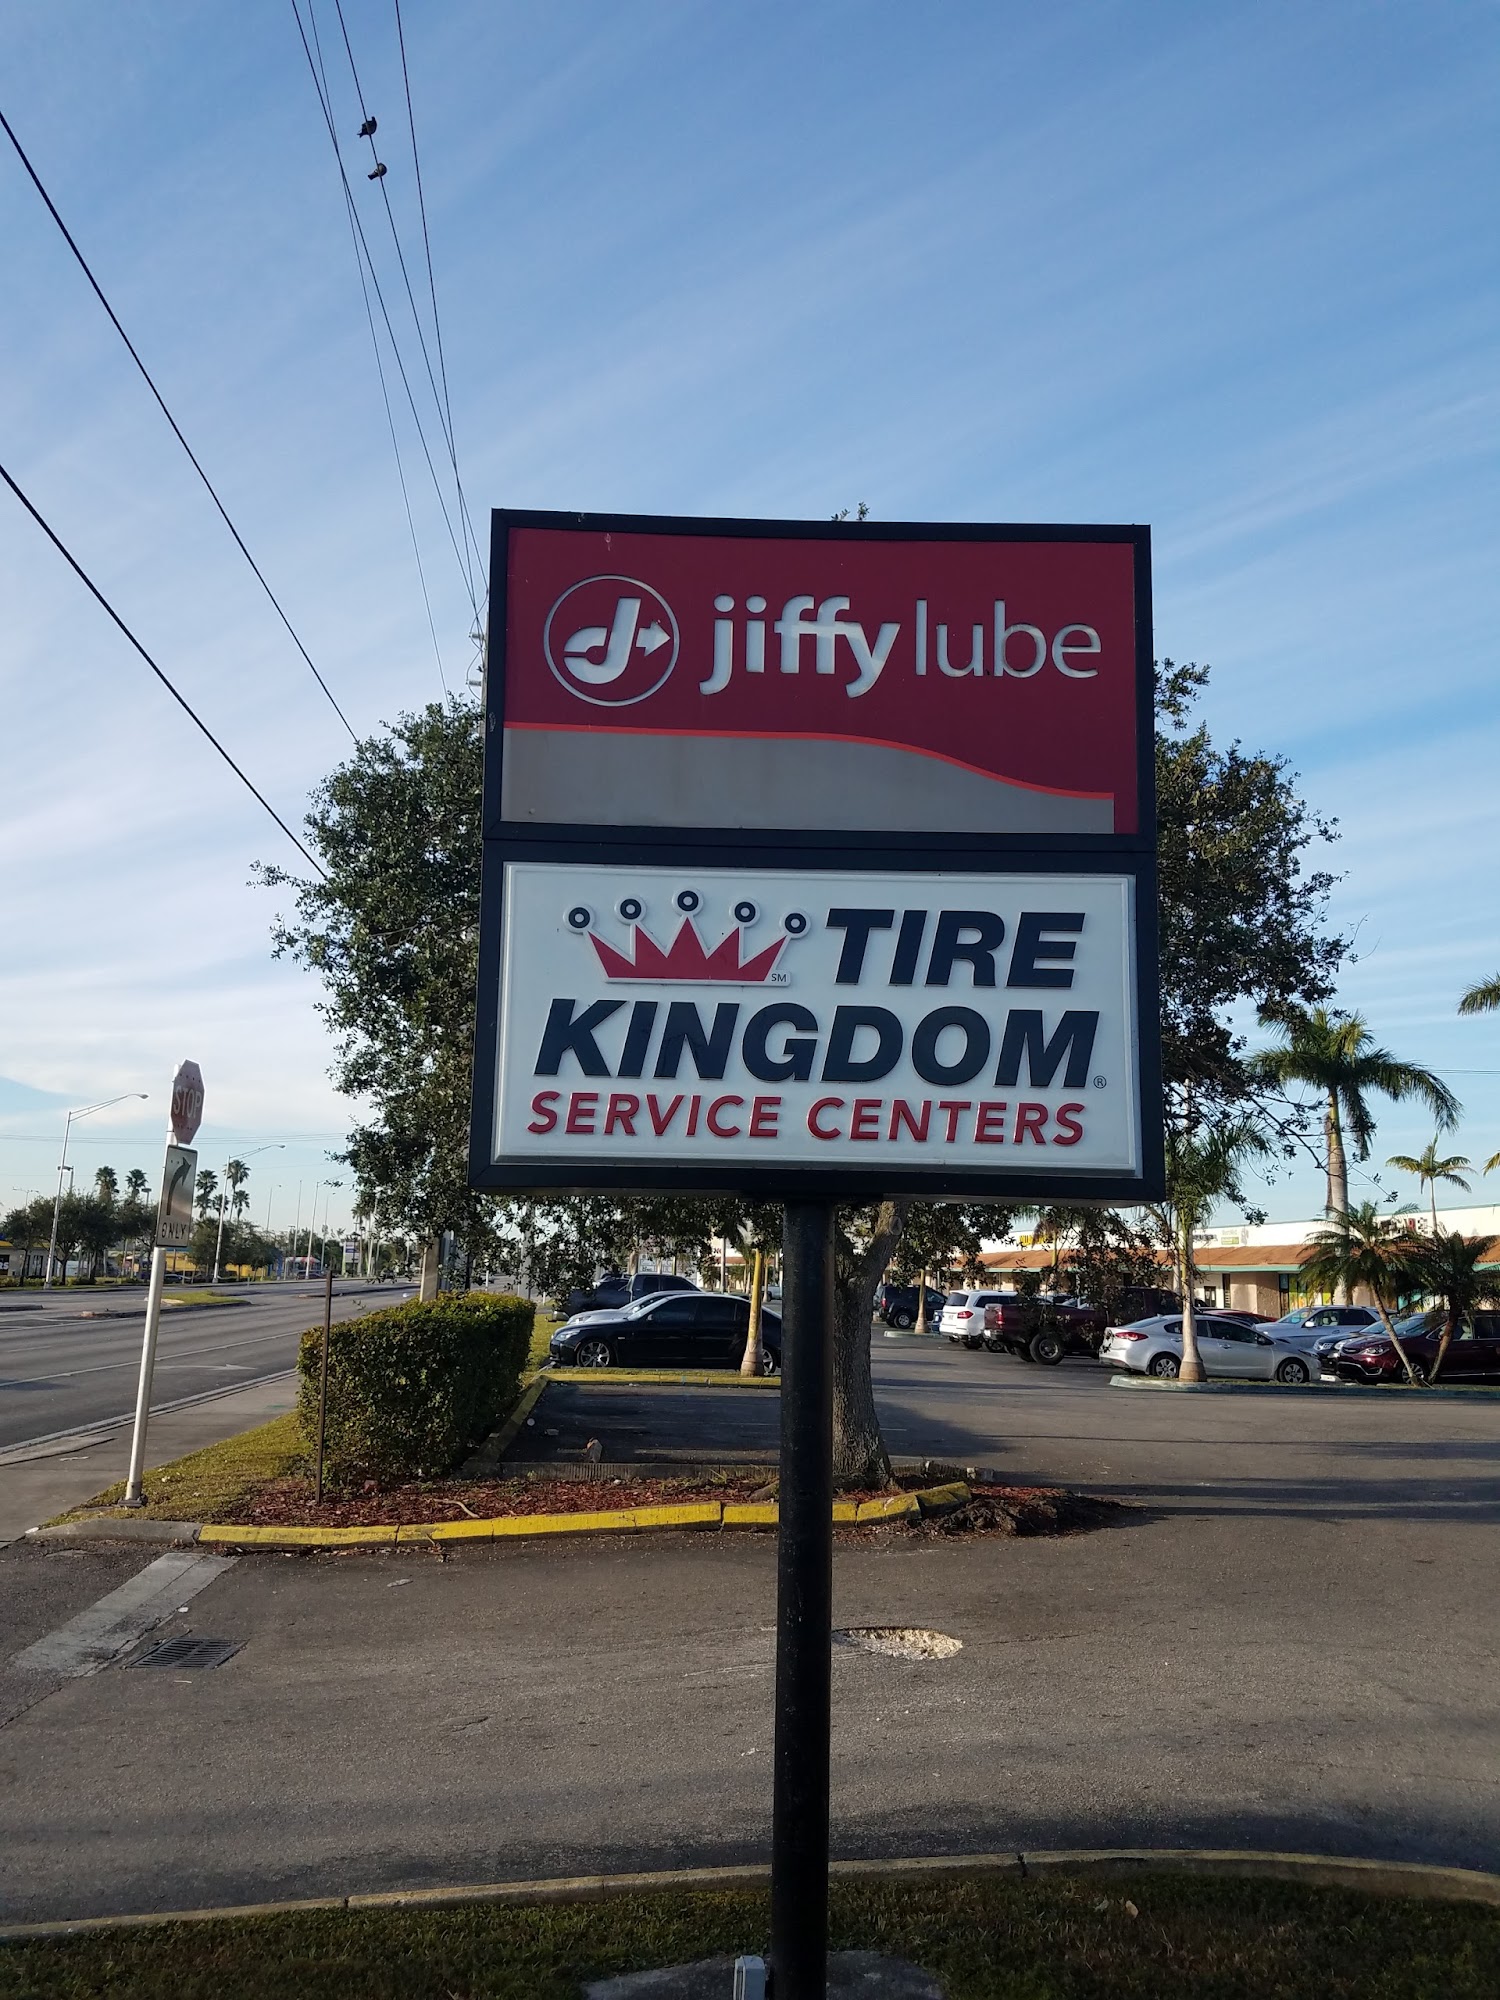 jiffy lube
TIRE
SM
KINGDOM®
SERVICE CENTERS
STOP
ONLY